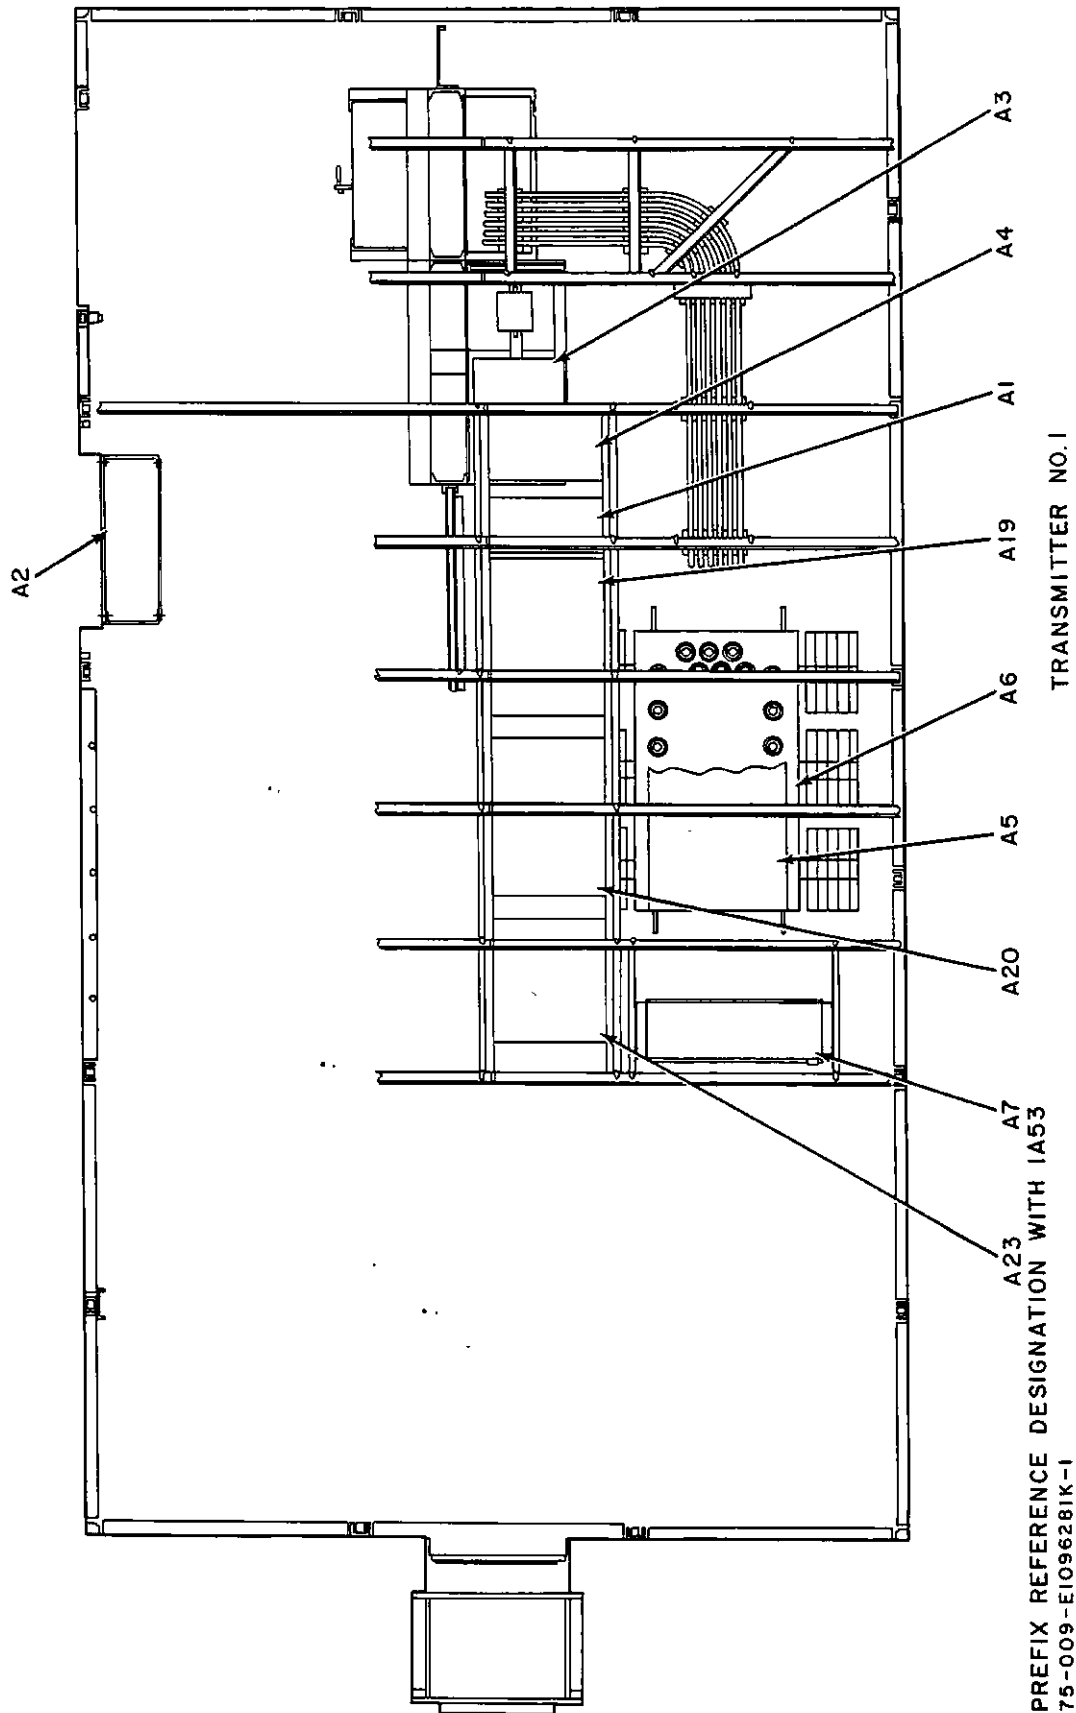 A2
A23
A7
A20
A5
A6
A19
A1
A4
A3
PREFIX REFERENCE DESIGNATION WITH 1A53
TRANSMITTER NO. 1
75-009-E1096281K-1